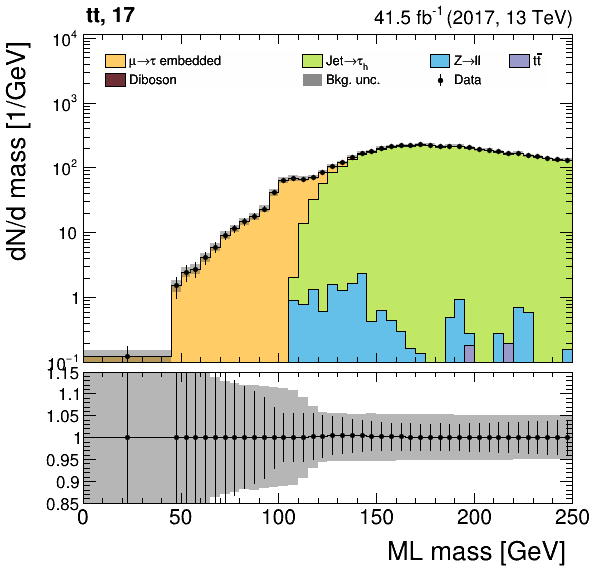 tt, 17
41.5 fb⁻¹ (2017, 13 TeV)
dN/d mass [1/GeV]
10⁴
10³
10²
10
1
10⁻¹
μ→τ embedded
Jet→τₕ
Z→ll
tt̄
Diboson
Bkg. unc.
Data
1.15
1.1
1.05
1
0.95
0.9
0.85
0 50 100 150 200 250
ML mass [GeV]